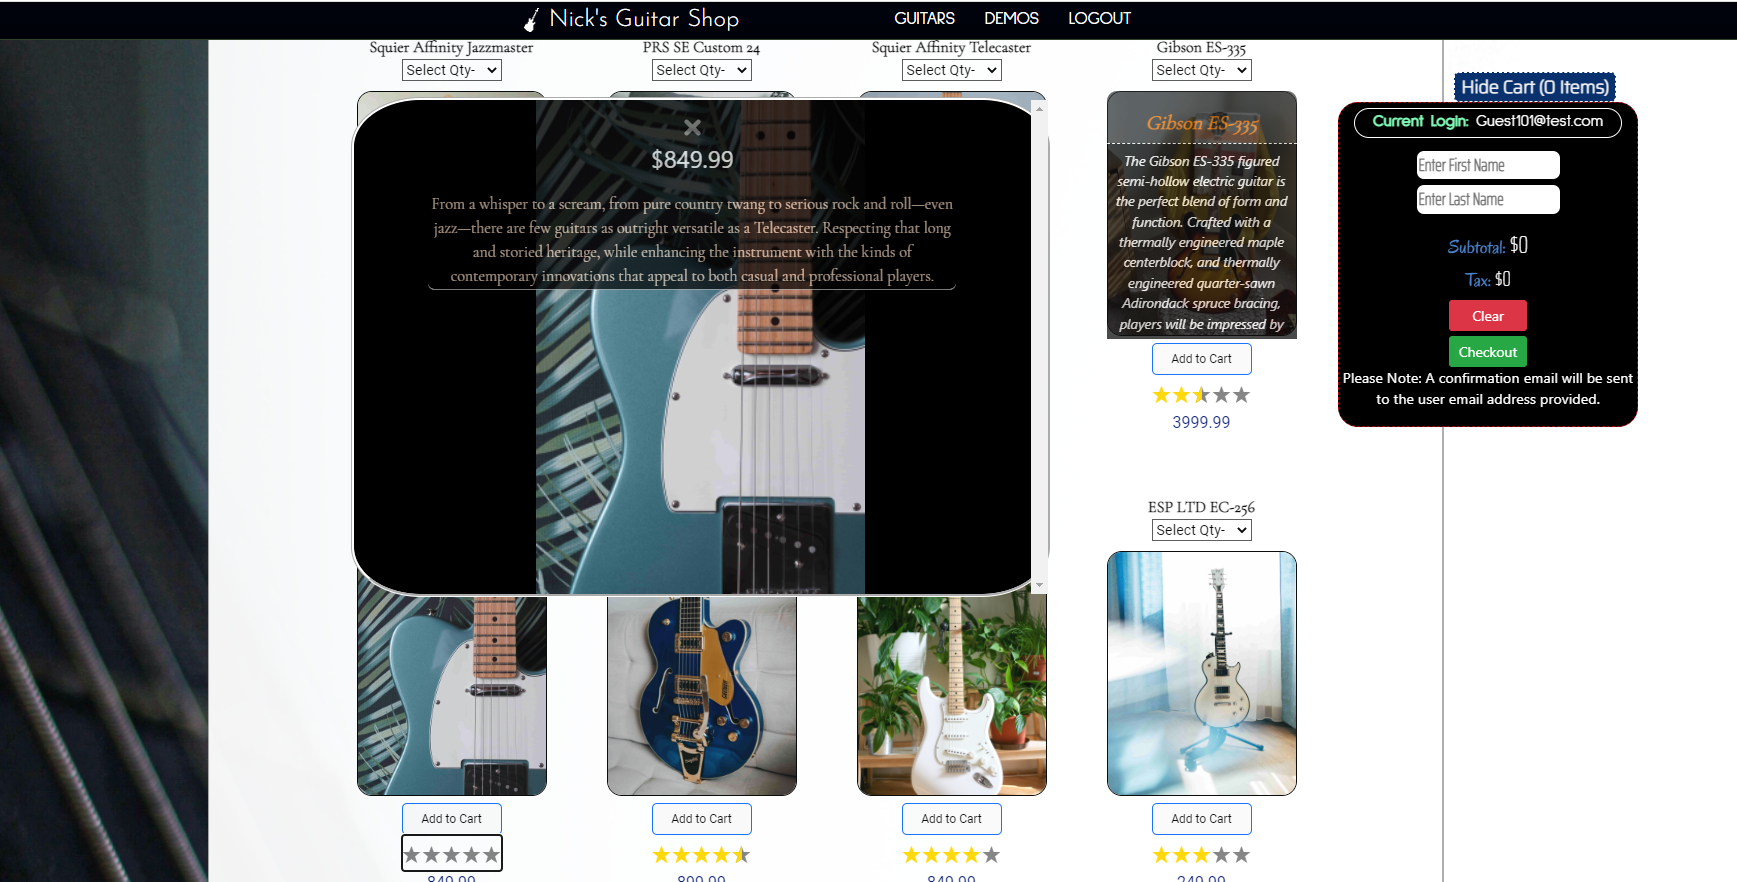 Nick's Guitar Shop
GUITARS DEMOS LOGOUT
Squier Affinity Jazzmaster
Select Qty-
PRS SE Custom 24
Select Qty-
Squier Affinity Telecaster
Select Qty-
Gibson ES-335
Select Qty-
$849.99
From a whisper to a scream, from pure country twang to serious rock and roll—even
jazz—there are few guitars as outright versatile as a Telecaster. Respecting that long
and storied heritage, while enhancing the instrument with the kinds of
contemporary innovations that appeal to both casual and professional players.
Gibson ES-335
The Gibson ES-335 figured
semi-hollow electric guitar is
the perfect blend of form and
function. Crafted with a
thermally engineered maple
centerblock, and thermally
engineered quarter-sawn
Adirondack spruce bracing,
players will be impressed by
Add to Cart
3999.99
Hide Cart (0 Items)
Current Login: Guest101@test.com
Enter First Name
Enter Last Name
Subtotal: $0
Tax: $0
Clear
Checkout
Please Note: A confirmation email will be sent
to the user email address provided.
ESP LTD EC-256
Select Qty-
Add to Cart
Add to Cart
Add to Cart
Add to Cart
849.99
899.99
849.99
249.99